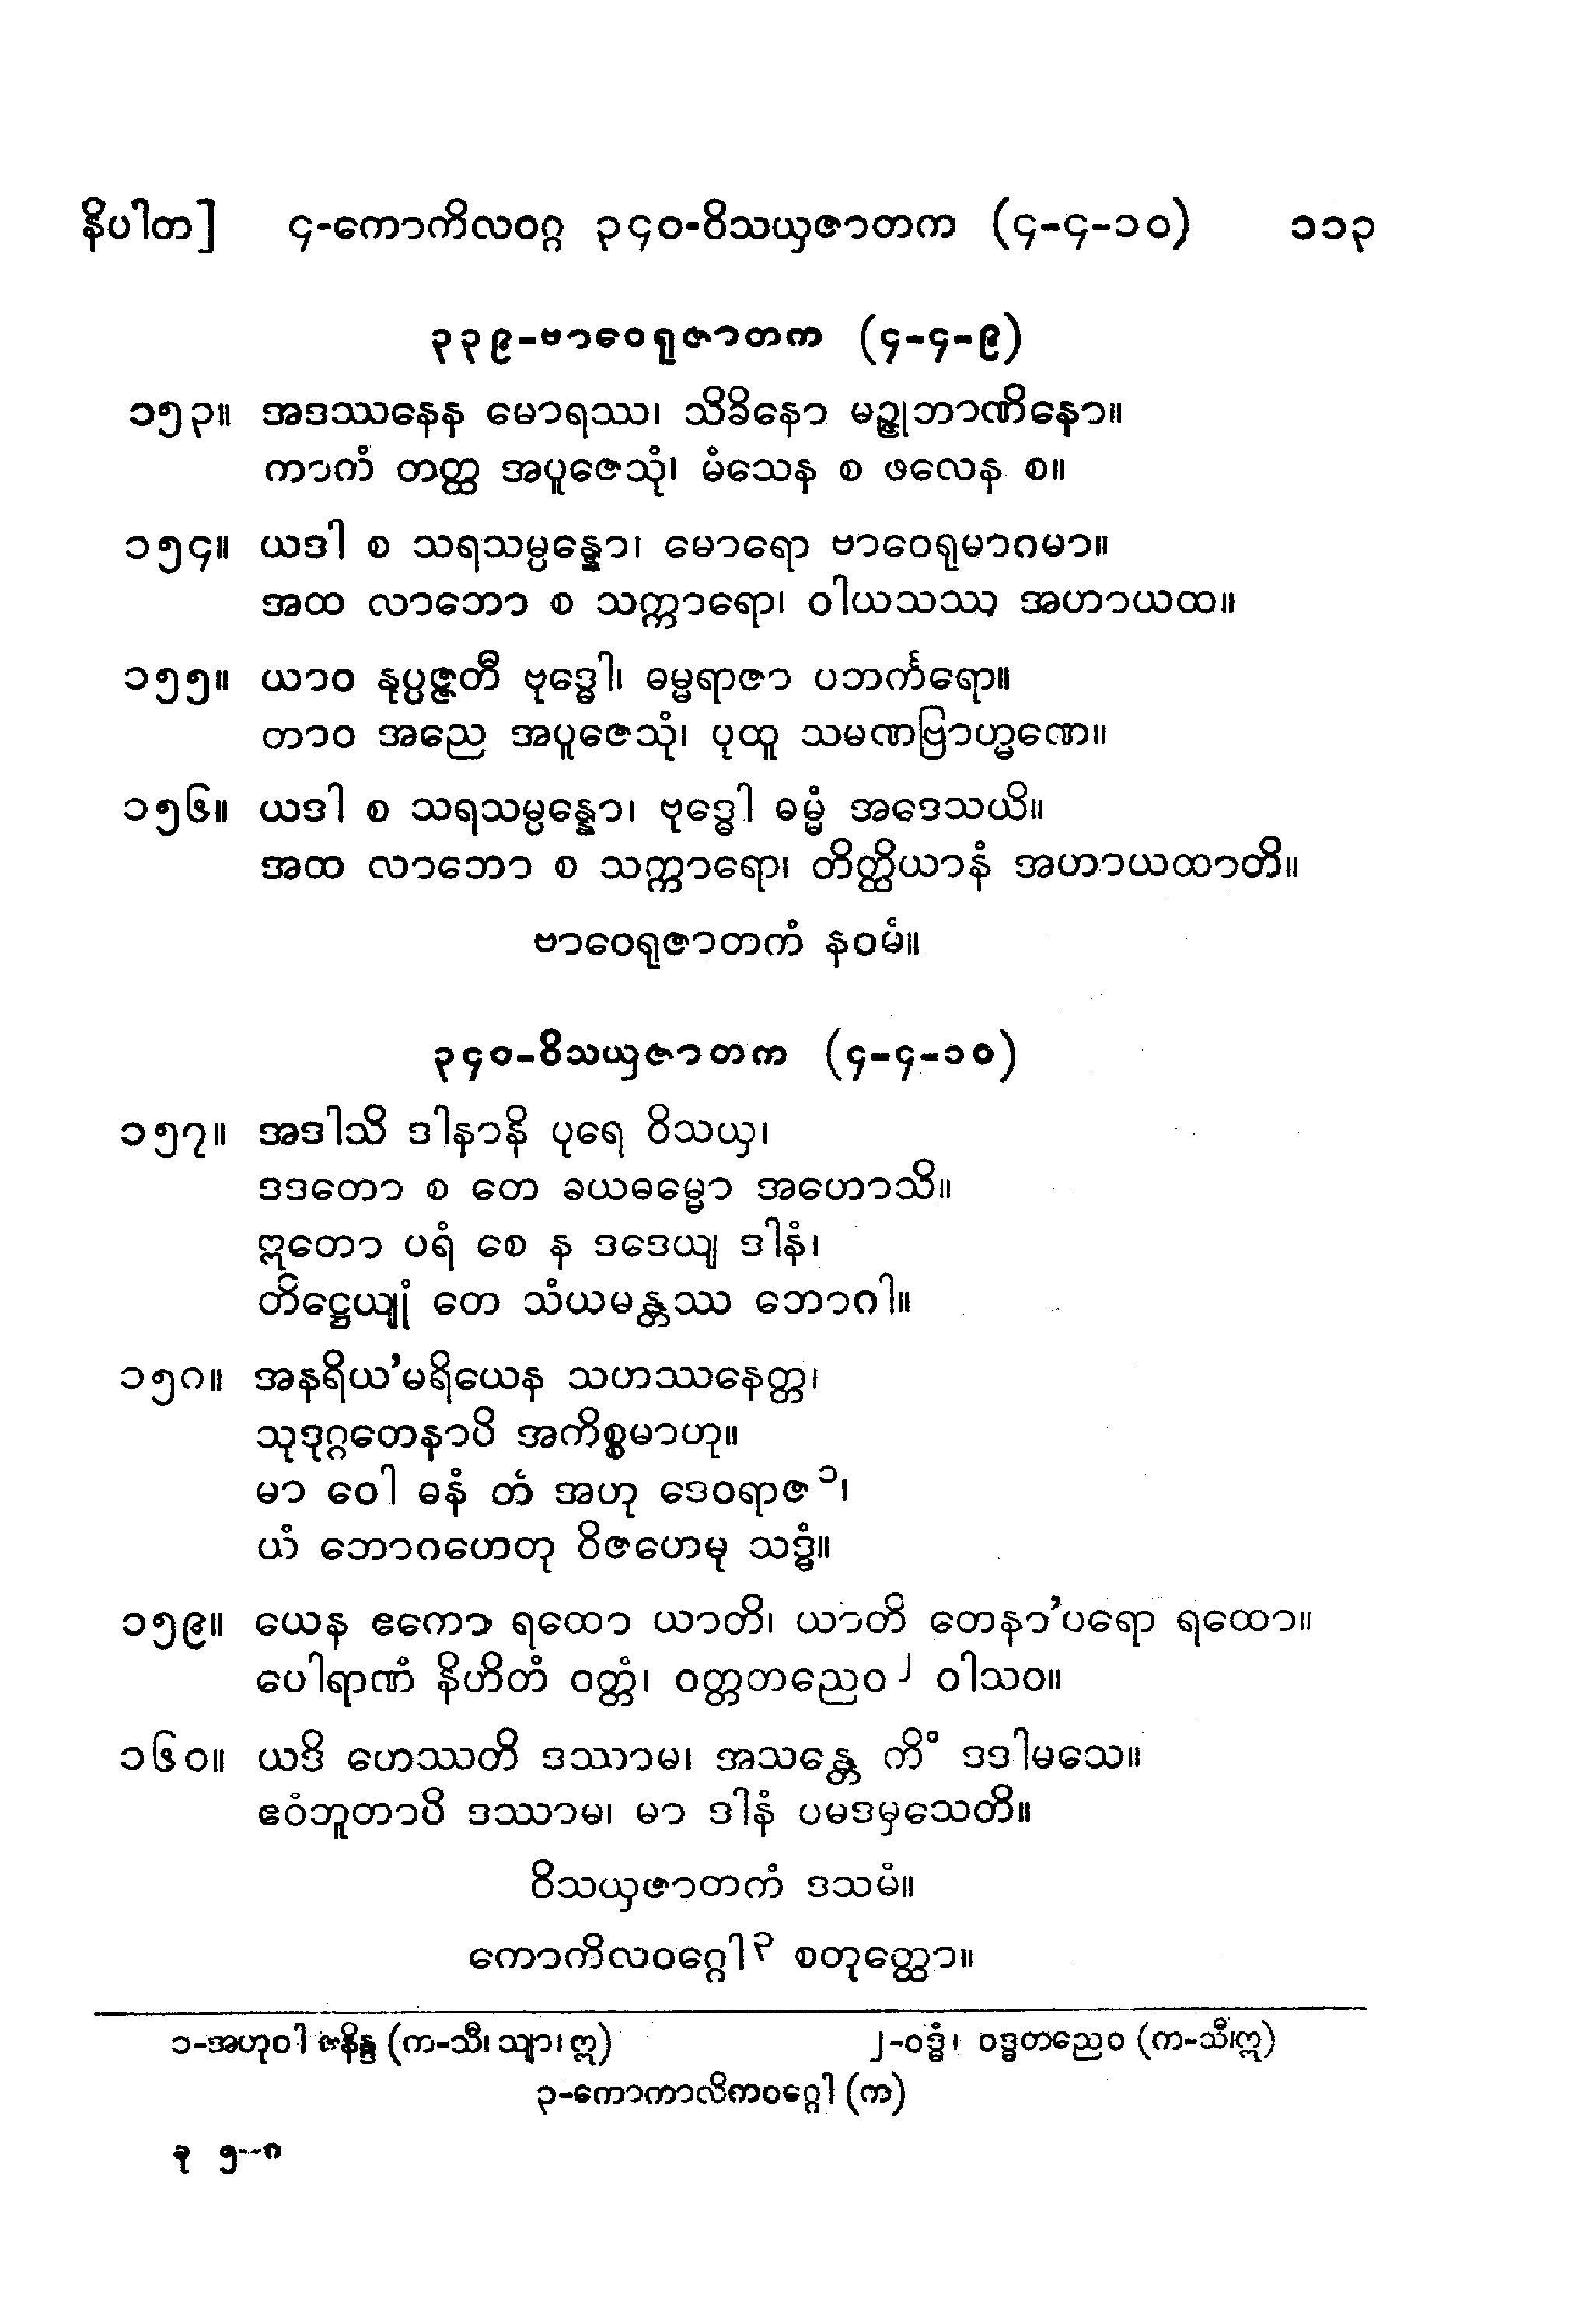 နိပါတ] ၄-ကောကိလဝဂ္ဂ ၃၄၀-ဝိသယှဇာတက (၄-၄-၁၀) ၁၁၃
၃၃၉-ဗာဝေရုဇာတက (၄-၄-၉)
၁၅၃။ အဒဿနေန မောရဿ၊ သိခိနော မဉ္ဇုဘာဏိနော။
ကာကံ တတ္ထ အပူဇေသုံ၊ မံသေန စ ဖလေန စ။
၁၅၄။ ယဒါ စ သရသမ္ပန္နော၊ မောရော ဗာဝေရုမာဂမာ။
အထ လာဘော စ သက္ကာရော၊ ဝါယသဿ အဟာယထ။
၁၅၅။ ယာဝ နုပ္ပဇ္ဇတီ ဗုဒ္ဓေါ၊ ဓမ္မရာဇာ ပဘင်္ကရော။
တာဝ အညေ အပူဇေသုံ၊ ပုထူ သမဏဗြာဟ္မဏေ။
၁၅၆။ ယဒါ စ သရသမ္ပန္နော၊ ဗုဒ္ဓေါ ဓမ္မံ အဒေသယိ။
အထ လာဘော စ သက္ကာရော၊ တိတ္ထိယာနံ အဟာယထာတိ။
ဗာဝေရုဇာတကံ နဝမံ။
၃၄၀-ဝိသယှဇာတက (၄-၄-၁၀)
၁၅၇။ အဒါသိ ဒါနာနိ ပုရေ ဝိသယှ၊
ဒဒတော စ တေ ခယဓမ္မော အဟောသိ။
ဣတော ပရံ စေ န ဒဒေယျ ဒါနံ၊
တိဋ္ဌေယျုံ တေ သံယမန္တဿ ဘောဂါ။
၁၅၈။ အနရိယ’မရိယေန သဟဿနေတ္တ၊
သုဒုဂ္ဂတေနာပိ အကိစ္စမာဟု။
မာ ဝေါ ဓနံ တံ အဟု ဒေဝရာဇ၁၊
ယံ ဘောဂဟေတု ဝိဇဟေမု သဒ္ဓံ။
၁၅၉။ ယေန ဧကော ရထော ယာတိ၊ ယာတိ တေနာ’ပရော ရထော။
ပေါရာဏံ နိဟိတံ ဝတ္တံ၊ ဝတ္တတညေဝ၂ ဝါသဝ။
၁၆၀။ ယဒိ ဟေဿတိ ဒဿာမ၊ အသန္တေ ကိံ ဒဒါမသေ။
ဧဝံဘူတာပိ ဒဿာမ၊ မာ ဒါနံ ပမဒမှသေတိ။
ဝိသယှဇာတကံ ဒသမံ။
ကောကိလဝဂ္ဂေါ၃ စတုတ္ထော။
၁-အဟုဝါ ဇနိန္ဒ (က-သီ၊ သျာ၊ ဣ) ၂-ဝဒ္ဓံ၊ ဝဒ္ဓတညေဝ (က-သီ၊ဣ)
၃-ကောကာလိကဝဂ္ဂေါ (က)
ခု ၅-၈